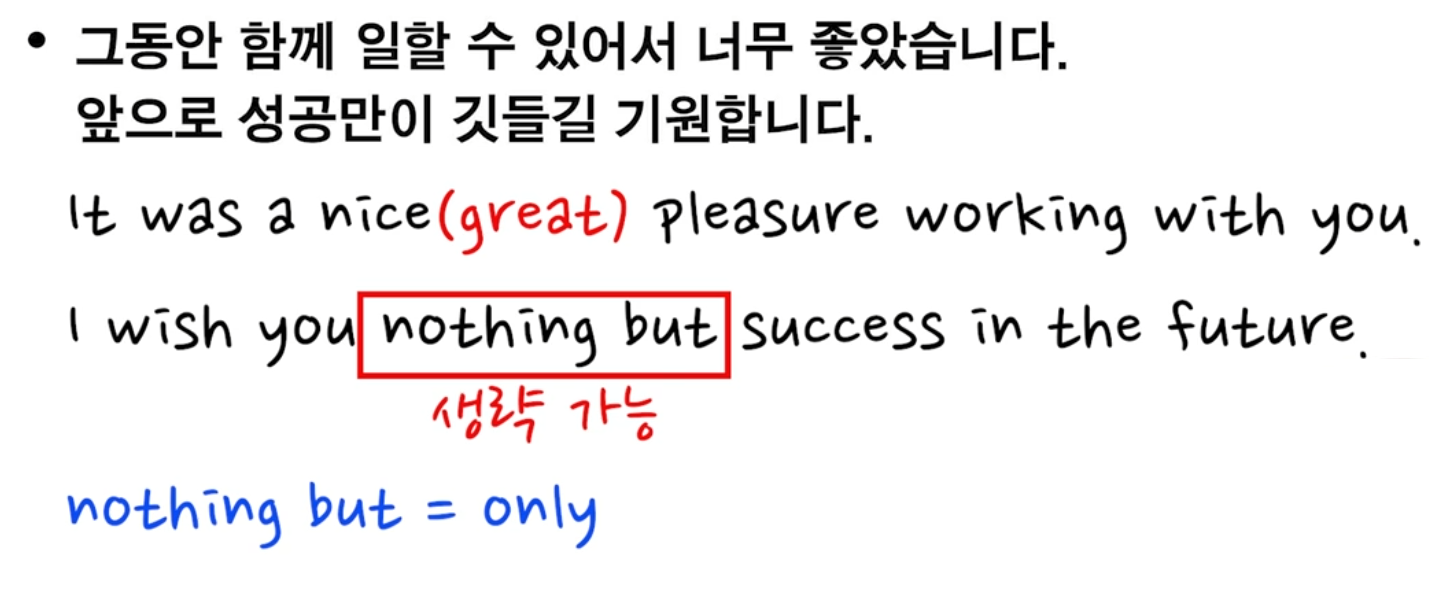 • 그동안 함께 일할 수 있어서 너무 좋았습니다.
앞으로 성공만이 깃들길 기원합니다.
It was a nice(great) pleasure working with you.
I wish you nothing but success in the future.
생략 가능
nothing but = only